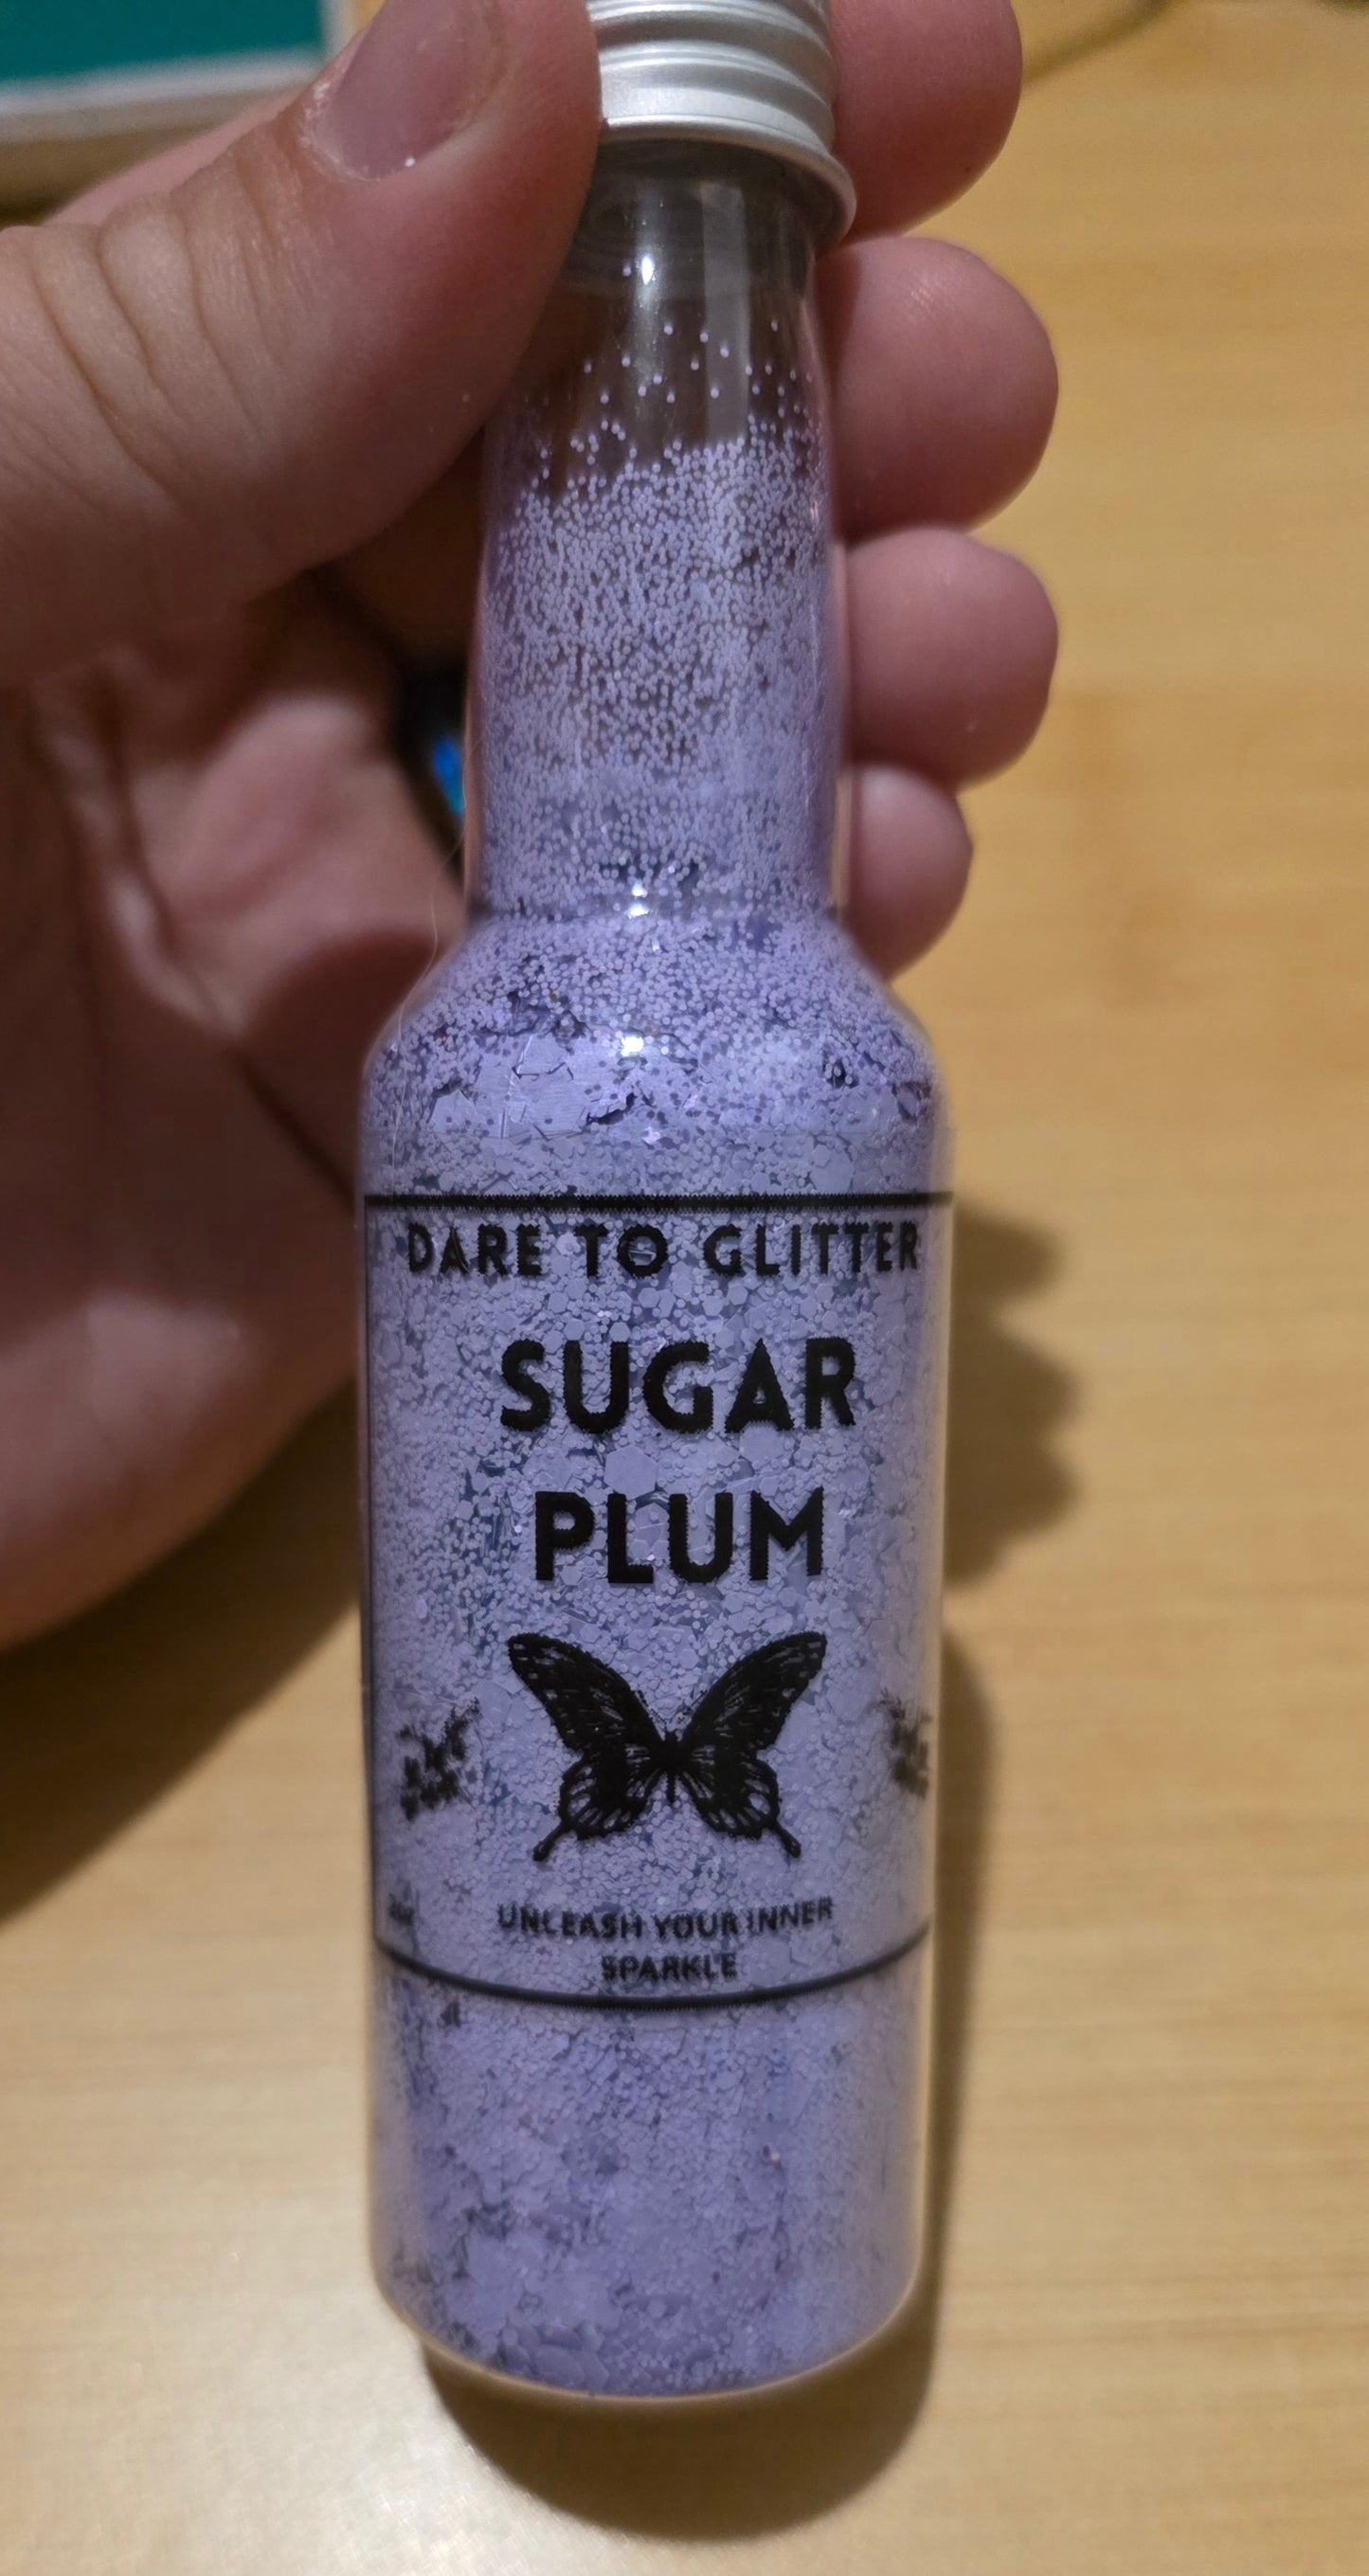 DARE TO GLITTER
SUGAR
PLUM
UNLEASH YOUR INNER
SPARKLE